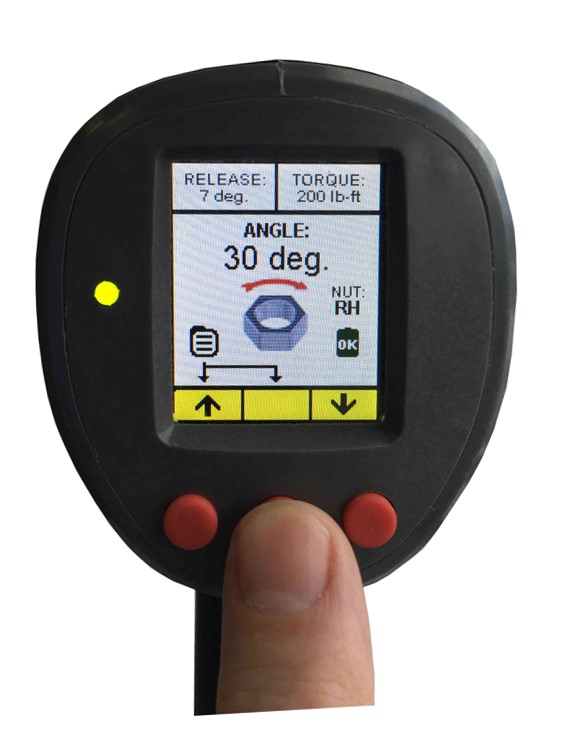 RELEASE:
7 deg.
TORQUE:
200 lb-ft
ANGLE:
30 deg.
NUT:
RH
OK